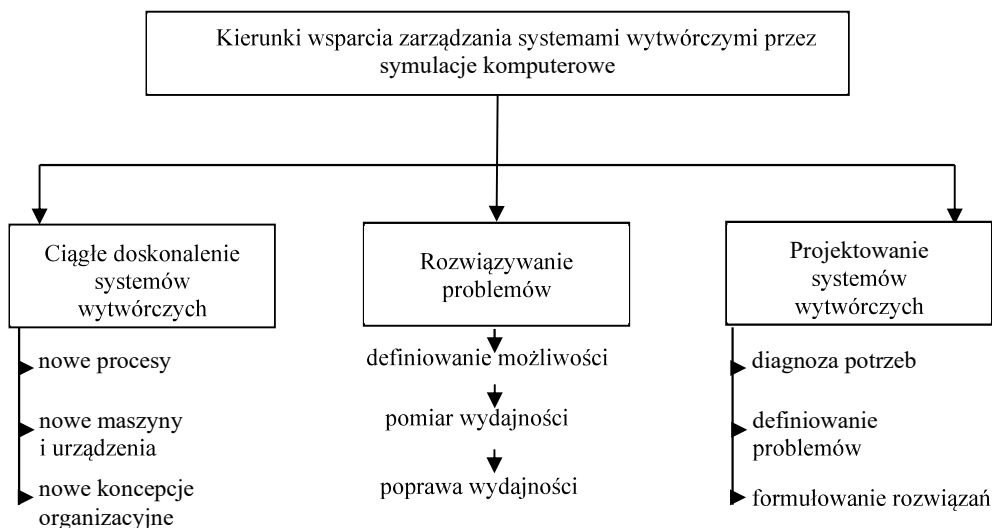 Kierunki wsparcia zarządzania systemami wytwórczymi przez
symulacje komputerowe
Ciągłe doskonalenie
systemów
wytwórczych
nowe procesy
nowe maszyny
i urządzenia
nowe koncepcje
organizacyjne
Rozwiązywanie
problemów
definiowanie możliwości
pomiar wydajności
poprawa wydajności
Projektowanie
systemów
wytwórczych
diagnoza potrzeb
definiowanie
problemów
formułowanie rozwiązań